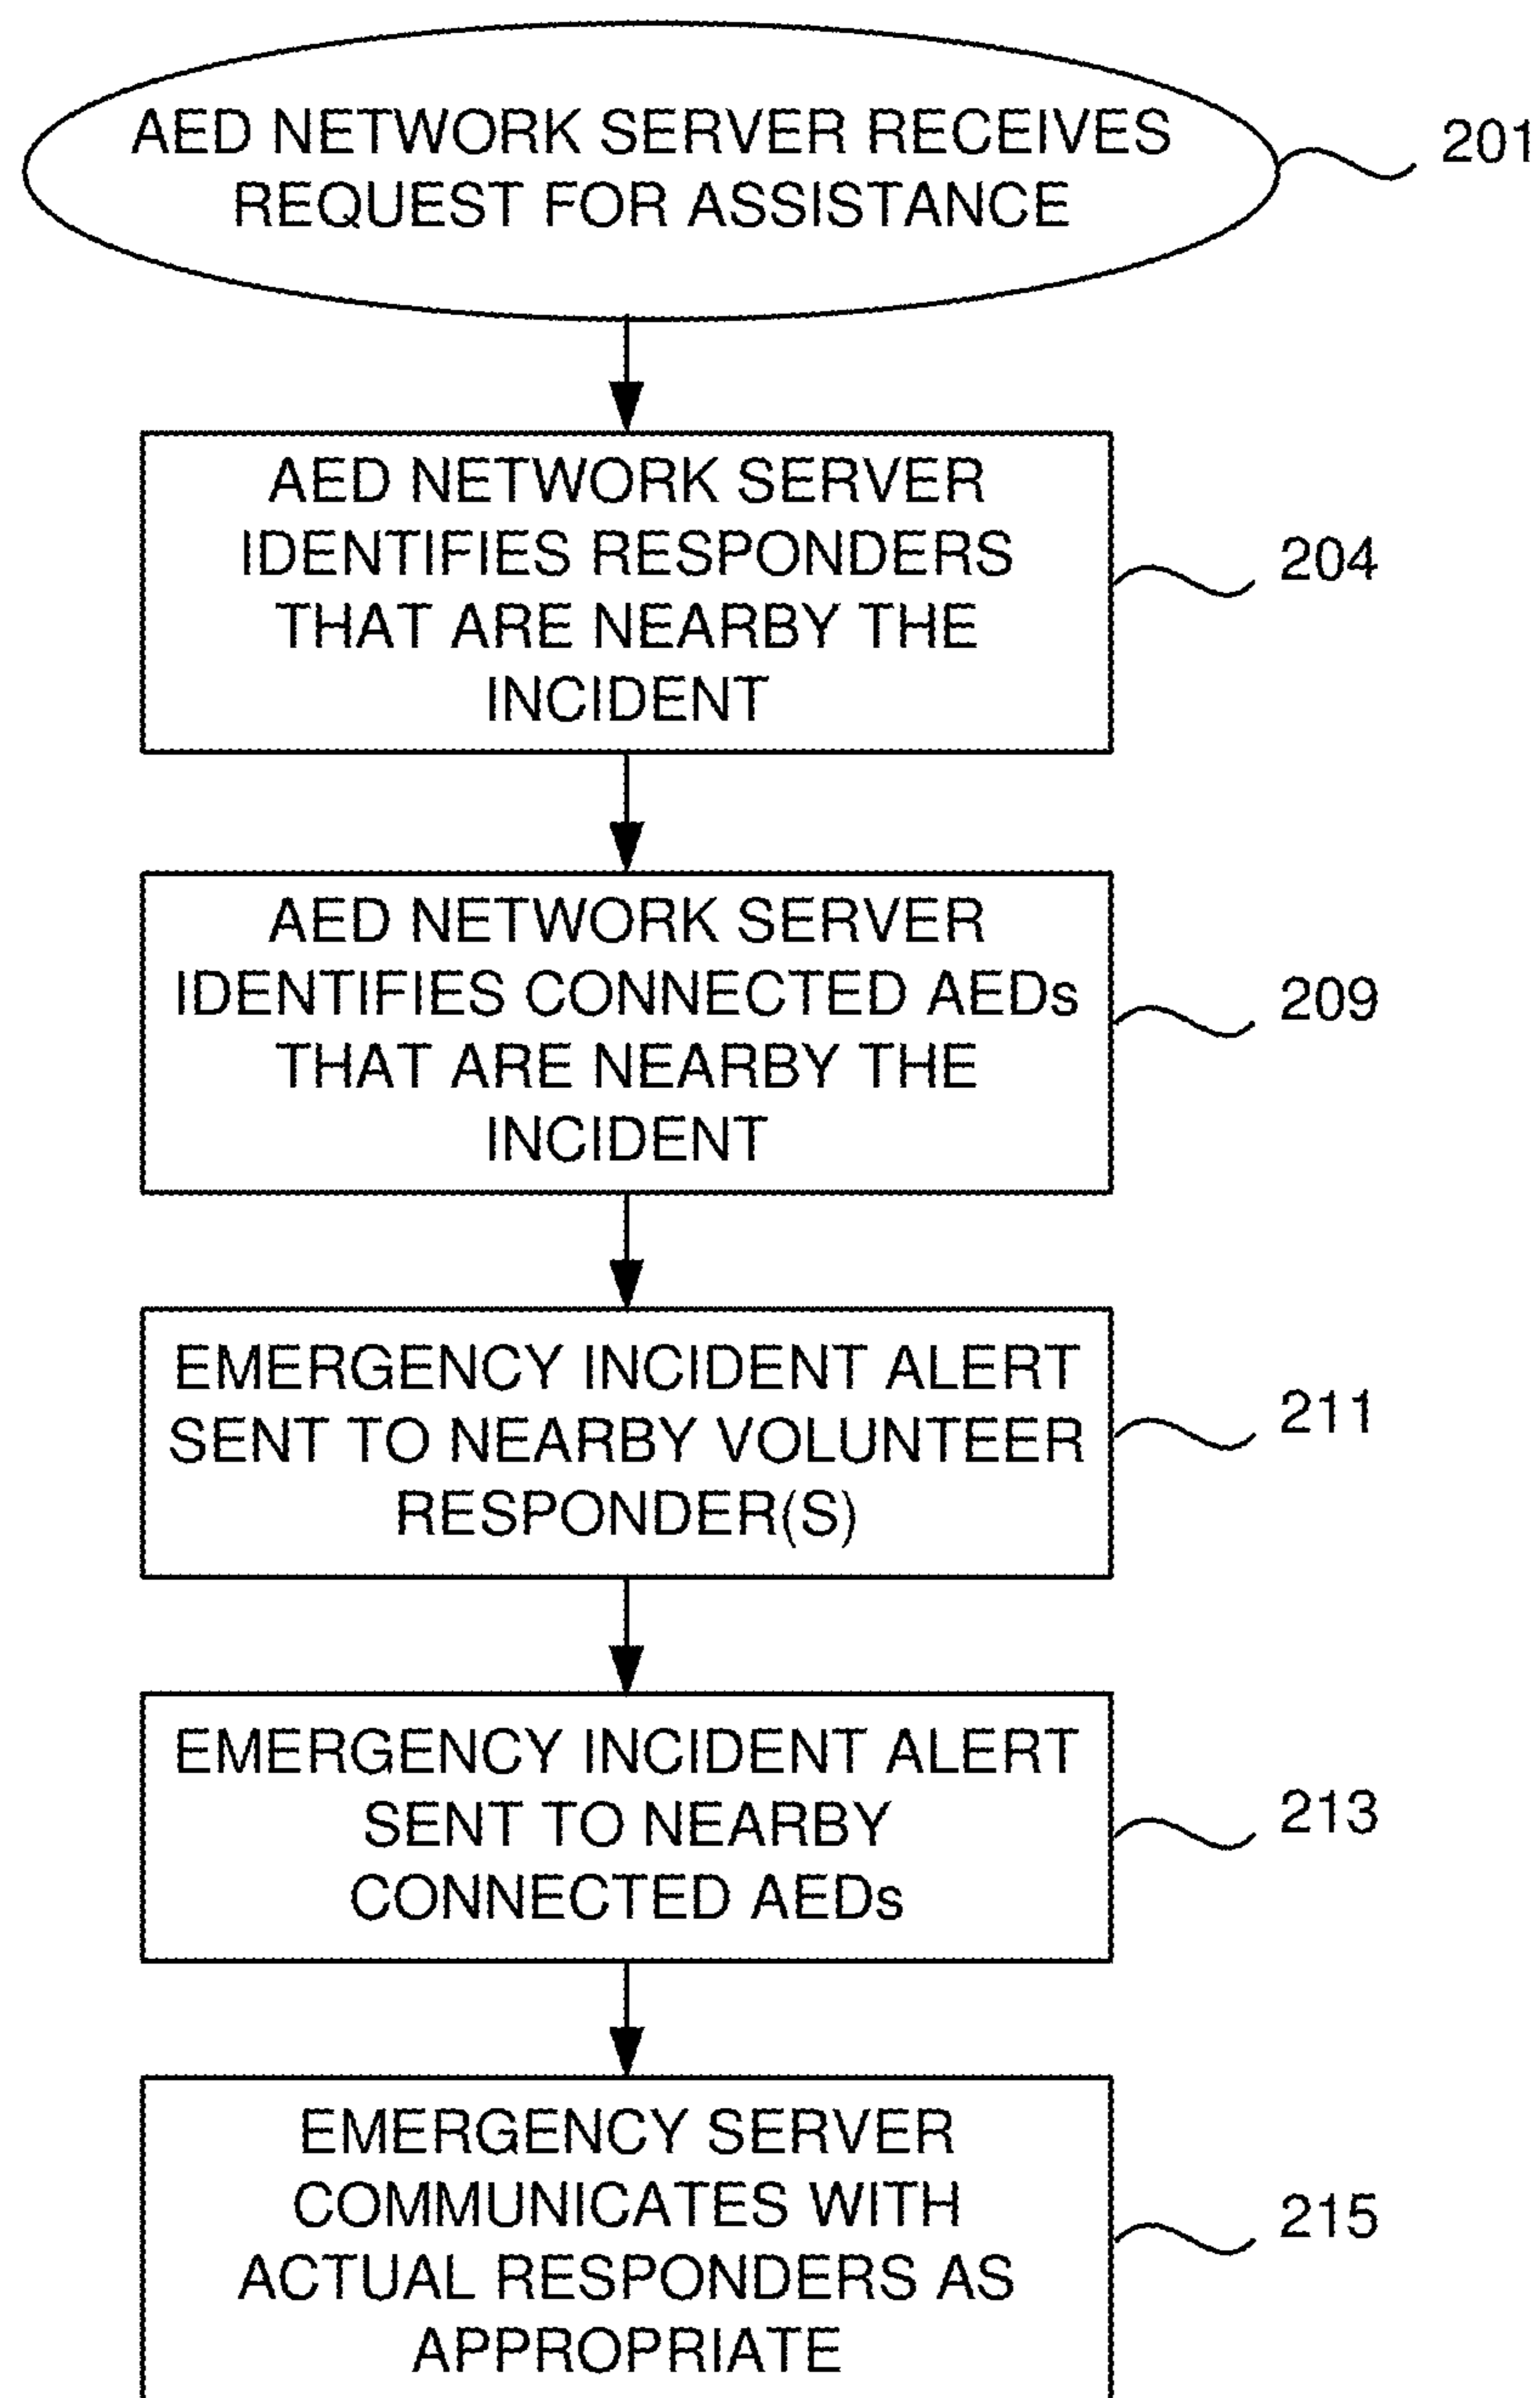 AED NETWORK SERVER RECEIVES
REQUEST FOR ASSISTANCE
201
AED NETWORK SERVER
IDENTIFIES RESPONDERS
THAT ARE NEARBY THE
INCIDENT
204
AED NETWORK SERVER
IDENTIFIES CONNECTED AEDs
THAT ARE NEARBY THE
INCIDENT
209
EMERGENCY INCIDENT ALERT
SENT TO NEARBY VOLUNTEER
RESPONDER(S)
211
EMERGENCY INCIDENT ALERT
SENT TO NEARBY
CONNECTED AEDs
213
EMERGENCY SERVER
COMMUNICATES WITH
ACTUAL RESPONDERS AS
APPROPRIATE
215